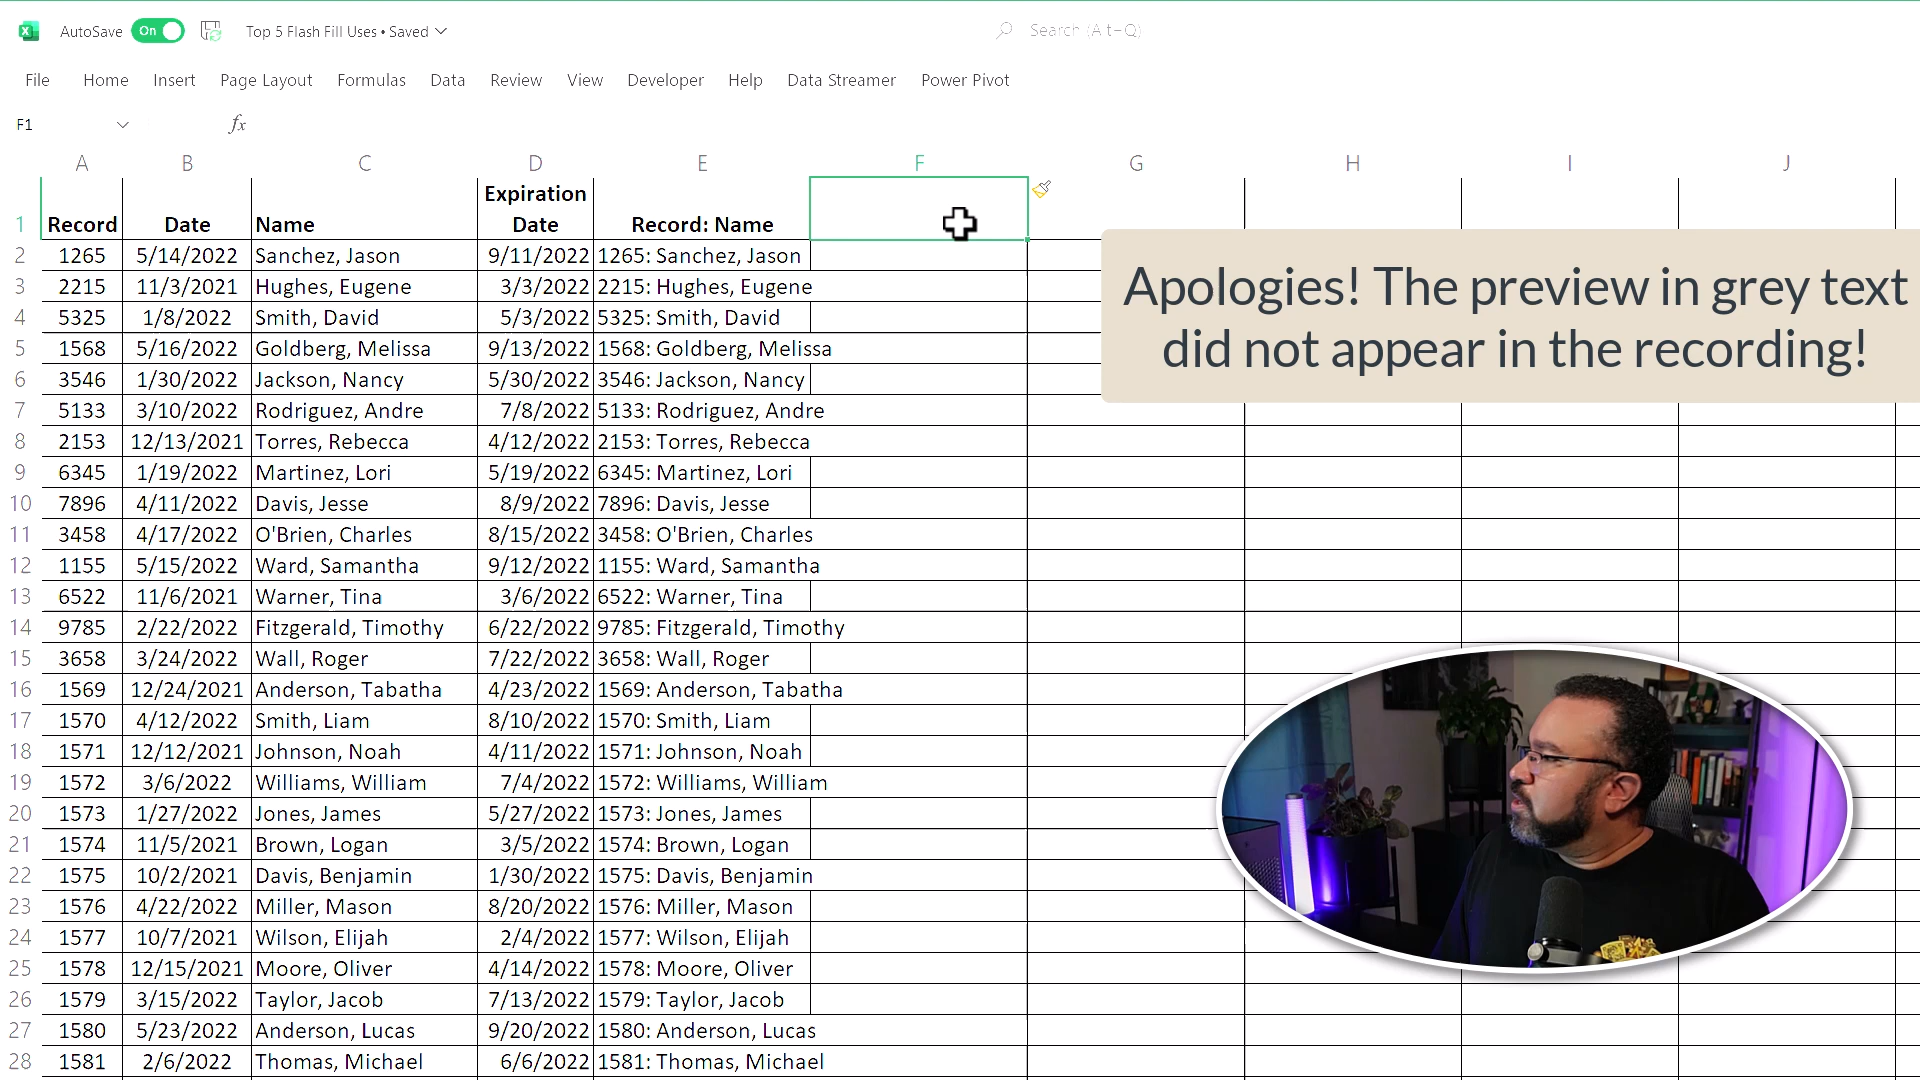 AutoSave On Top 5 Flash Fill Uses • Saved Search (Alt+Q)
File Home Insert Page Layout Formulas Data Review View Developer Help Data Streamer Power Pivot
F1 fx
A B C D E F G H I J
Expiration
1 Record Date Name Date Record: Name
2 1265 5/14/2022 Sanchez, Jason 9/11/2022 1265: Sanchez, Jason
3 2215 11/3/2021 Hughes, Eugene 3/3/2022 2215: Hughes, Eugene
Apologies! The preview in grey text
4 5325 1/8/2022 Smith, David 5/3/2022 5325: Smith, David
5 1568 5/16/2022 Goldberg, Melissa 9/13/2022 1568: Goldberg, Melissa
did not appear in the recording!
6 3546 1/30/2022 Jackson, Nancy 5/30/2022 3546: Jackson, Nancy
7 5133 3/10/2022 Rodriguez, Andre 7/8/2022 5133: Rodriguez, Andre
8 2153 12/13/2021 Torres, Rebecca 4/12/2022 2153: Torres, Rebecca
9 6345 1/19/2022 Martinez, Lori 5/19/2022 6345: Martinez, Lori
10 7896 4/11/2022 Davis, Jesse 8/9/2022 7896: Davis, Jesse
11 3458 4/17/2022 O'Brien, Charles 8/15/2022 3458: O'Brien, Charles
12 1155 5/15/2022 Ward, Samantha 9/12/2022 1155: Ward, Samantha
13 6522 11/6/2021 Warner, Tina 3/6/2022 6522: Warner, Tina
14 9785 2/22/2022 Fitzgerald, Timothy 6/22/2022 9785: Fitzgerald, Timothy
15 3658 3/24/2022 Wall, Roger 7/22/2022 3658: Wall, Roger
16 1569 12/24/2021 Anderson, Tabatha 4/23/2022 1569: Anderson, Tabatha
17 1570 4/12/2022 Smith, Liam 8/10/2022 1570: Smith, Liam
18 1571 12/12/2021 Johnson, Noah 4/11/2022 1571: Johnson, Noah
19 1572 3/6/2022 Williams, William 7/4/2022 1572: Williams, William
20 1573 1/27/2022 Jones, James 5/27/2022 1573: Jones, James
21 1574 11/5/2021 Brown, Logan 3/5/2022 1574: Brown, Logan
22 1575 10/2/2021 Davis, Benjamin 1/30/2022 1575: Davis, Benjamin
23 1576 4/22/2022 Miller, Mason 8/20/2022 1576: Miller, Mason
24 1577 10/7/2021 Wilson, Elijah 2/4/2022 1577: Wilson, Elijah
25 1578 12/15/2021 Moore, Oliver 4/14/2022 1578: Moore, Oliver
26 1579 3/15/2022 Taylor, Jacob 7/13/2022 1579: Taylor, Jacob
27 1580 5/23/2022 Anderson, Lucas 9/20/2022 1580: Anderson, Lucas
28 1581 2/6/2022 Thomas, Michael 6/6/2022 1581: Thomas, Michael